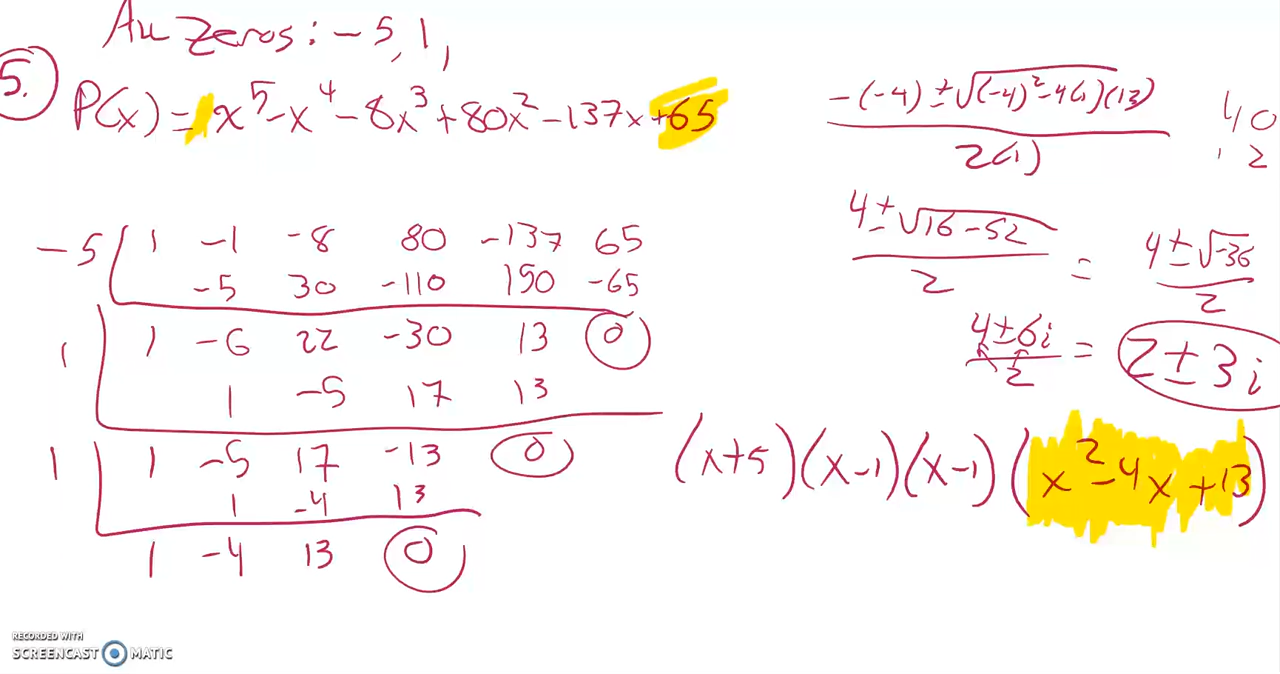 All Zeros: -5, 1,
5.
P(x) = 1x^5 - x^4 - 8x^3 + 80x^2 - 137x + 65
-5 | 1 -1 -8 80 -137 65
-5 30 -110 150 -65
1 | 1 -6 22 -30 13 0
1 -5 17 13
1 | 1 -5 17 -13 0
1 -4 13
1 -4 13 0
-(-4) ± √(-4)^2 - 4(1)(13)
2(1)
4 ± √16 - 52
2
=
4 ± √-36
2
4 ± 6i
2
= 2 ± 3i
40
1 2
(x+5)(x-1)(x-1)(x^2 - 4x + 13)
RECORDED WITH
SCREENCAST MATIC